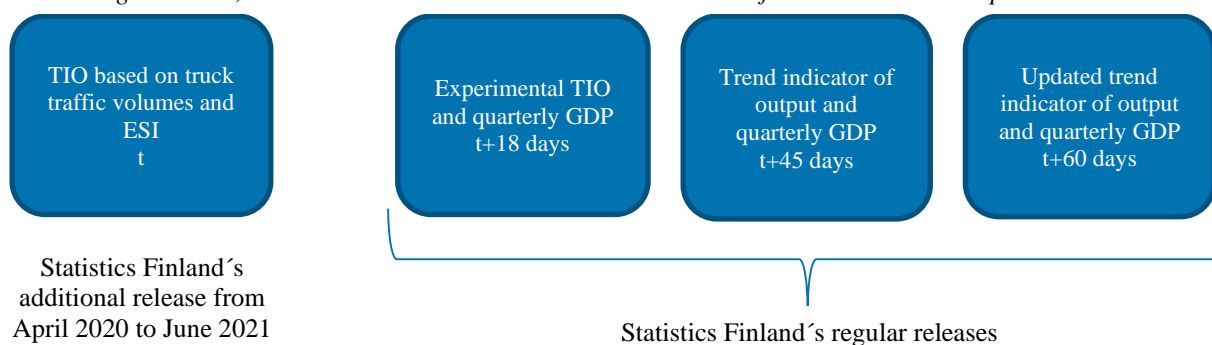 TIO based on truck
traffic volumes and
ESI
t
Experimental TIO
and quarterly GDP
t+18 days
Trend indicator of
output and
quarterly GDP
t+45 days
Updated trend
indicator of output
and quarterly GDP
t+60 days
Statistics Finland´s
additional release from
April 2020 to June 2021
Statistics Finland´s regular releases